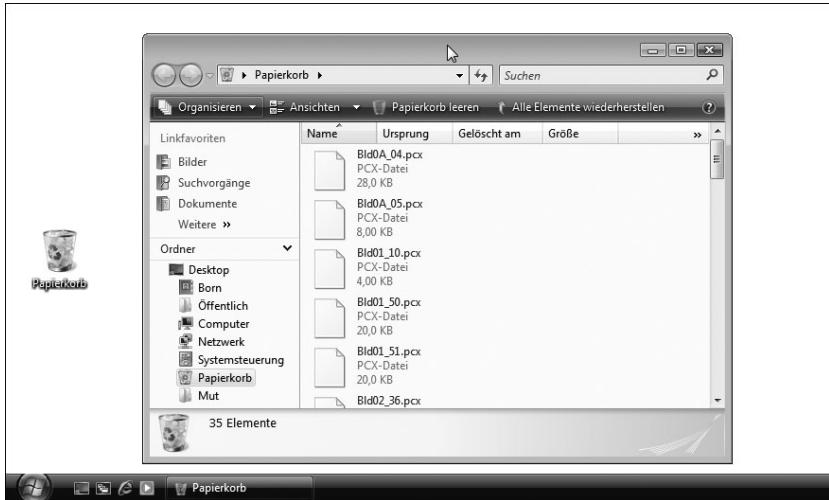 Papierkorb
Suchen
Organisieren Ansichten Papierkorb leeren Alle Elemente wiederherstellen
Linkfavoriten
Bilder
Suchvorgänge
Dokumente
Weitere »
Ordner
Desktop
Born
Öffentlich
Computer
Netzwerk
Systemsteuerung
Papierkorb
Mut
Name Ursprung Gelöscht am Größe »
Bld0A_04.pcx
PCX-Datei
28,0 KB
Bld0A_05.pcx
PCX-Datei
8,00 KB
Bld01_10.pcx
PCX-Datei
4,00 KB
Bld01_50.pcx
PCX-Datei
20,0 KB
Bld01_51.pcx
PCX-Datei
20,0 KB
Bld02_36.pcx
35 Elemente
Papierkorb
Papierkorb